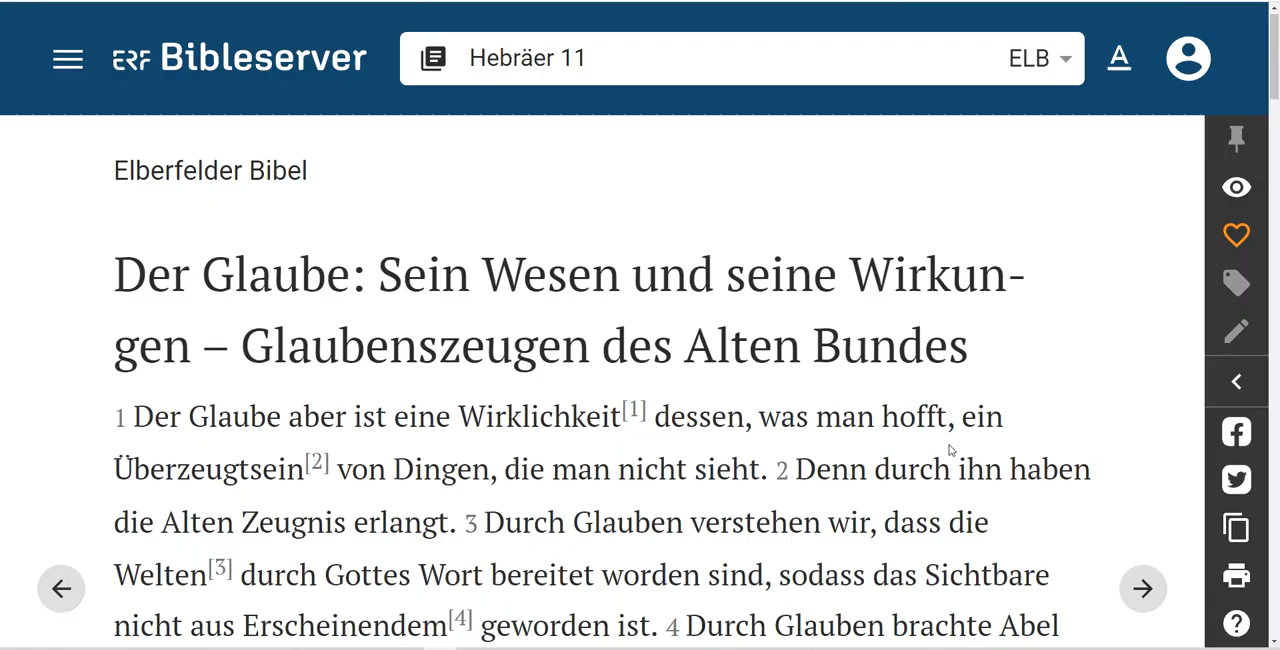 ERF Bibleserver
Hebräer 11
ELB
A
Elberfelder Bibel
Der Glaube: Sein Wesen und seine Wirkun-
gen – Glaubenszeugen des Alten Bundes
1 Der Glaube aber ist eine Wirklichkeit[1] dessen, was man hofft, ein
Überzeugtsein[2] von Dingen, die man nicht sieht. 2 Denn durch ihn haben
die Alten Zeugnis erlangt. 3 Durch Glauben verstehen wir, dass die
Welten[3] durch Gottes Wort bereitet worden sind, sodass das Sichtbare
nicht aus Erscheinendem[4] geworden ist. 4 Durch Glauben brachte Abel